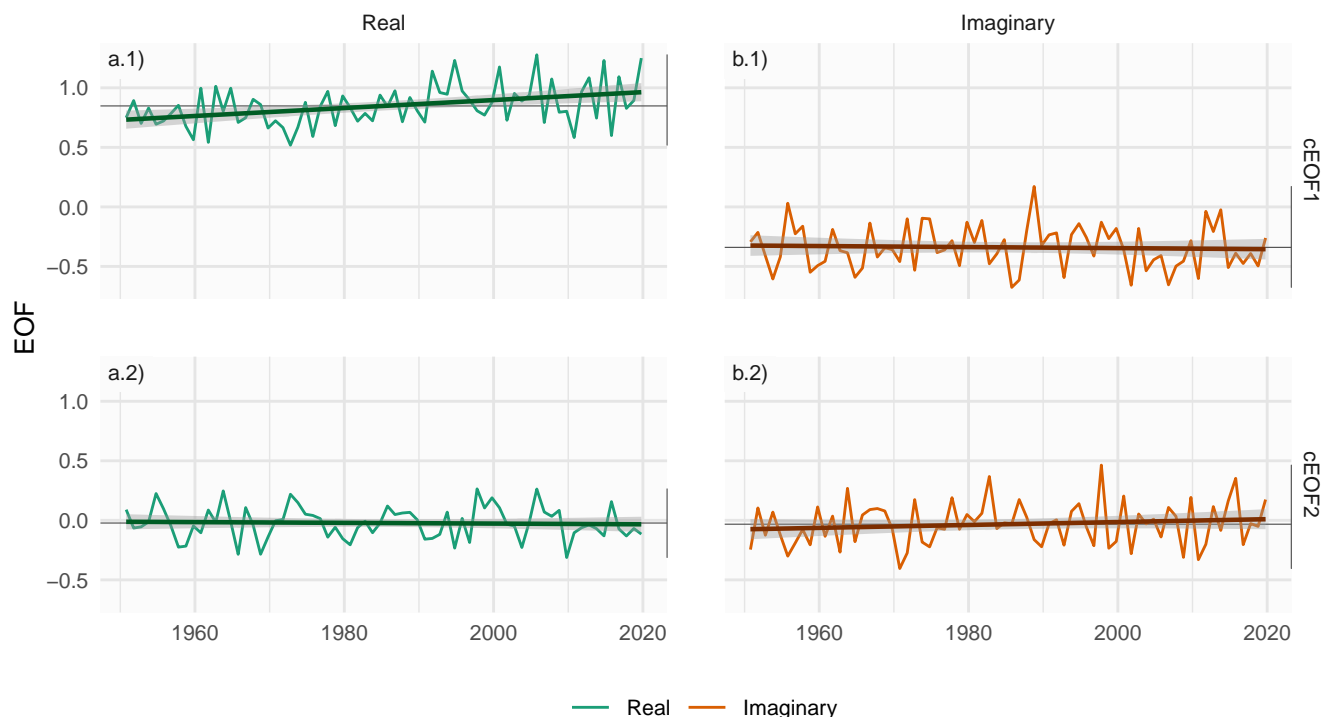 Real Imaginary
a.1) b.1)
1.0
0.5
0.0
−0.5
cEOF1
EOF
a.2) b.2)
1.0
0.5
0.0
−0.5
cEOF2
1960 1980 2000 2020 1960 1980 2000 2020
Real Imaginary